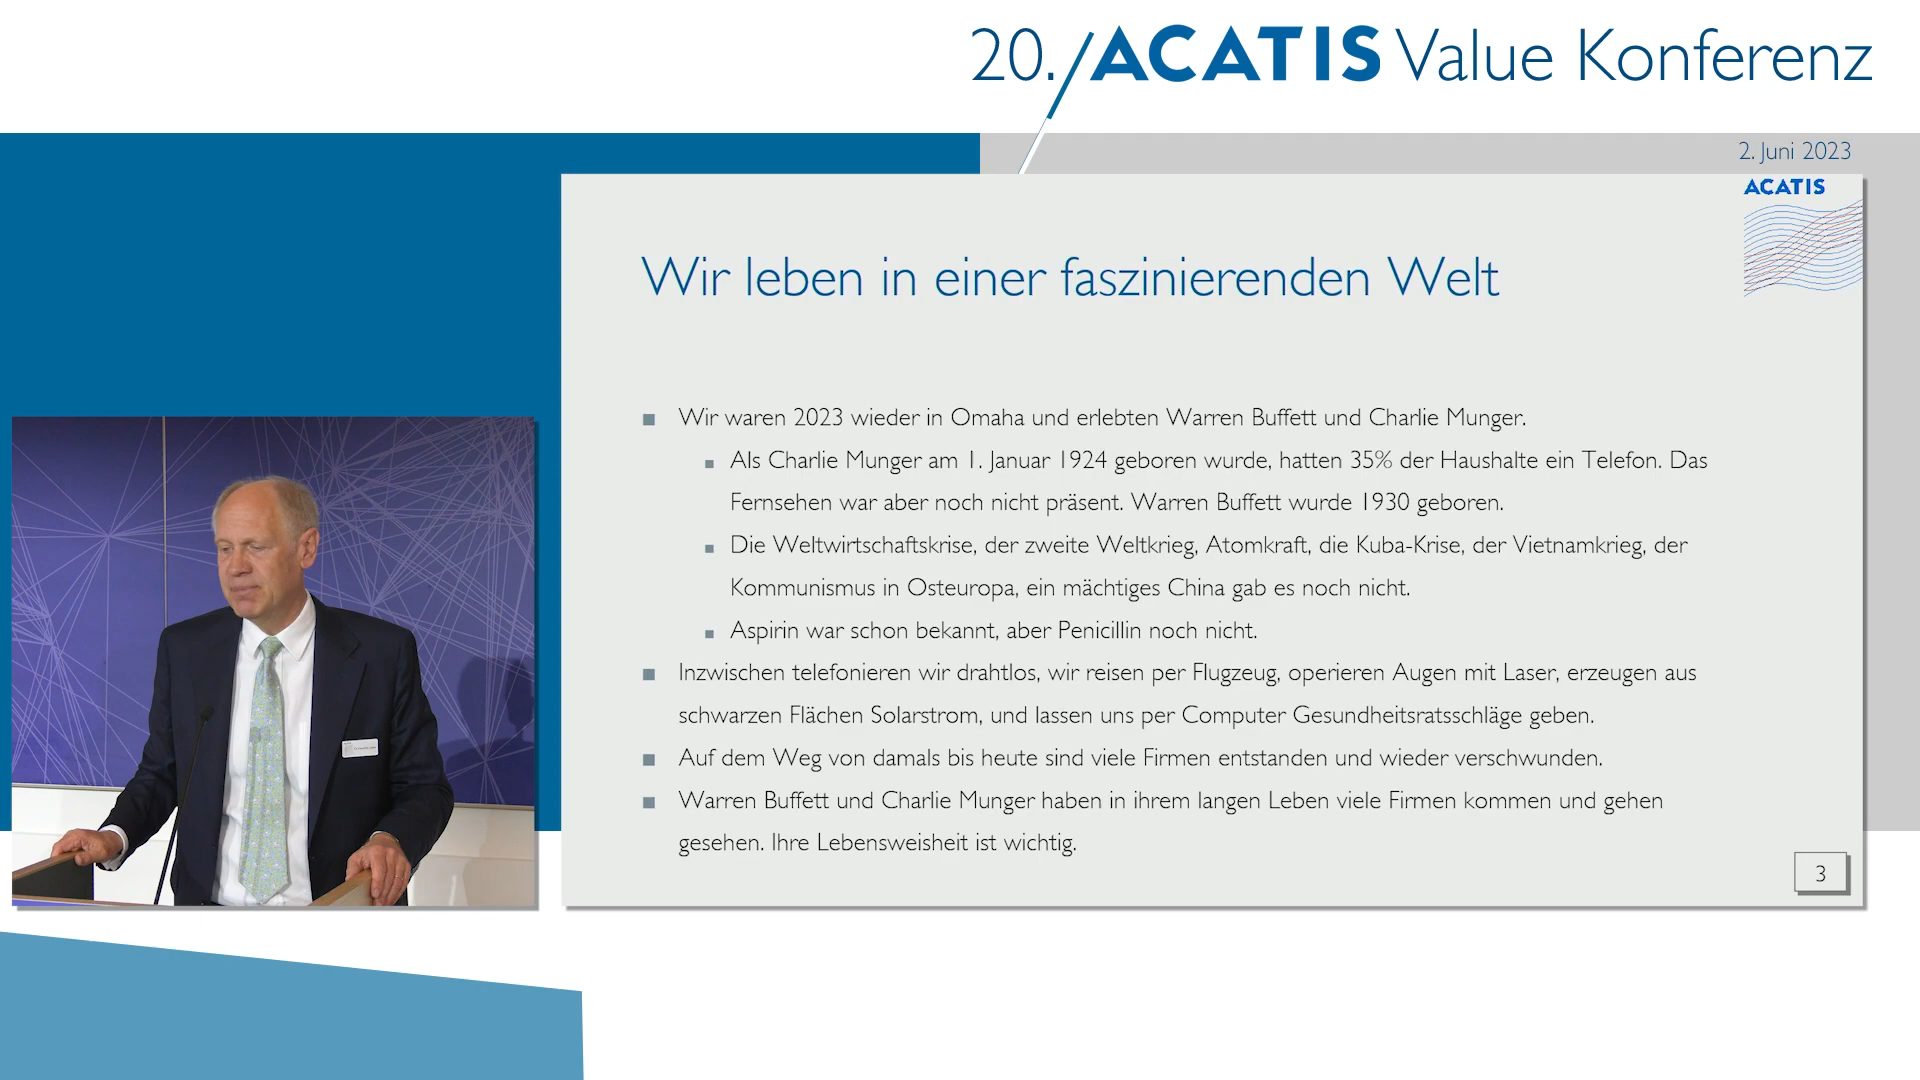 20. ACATIS Value Konferenz
2. Juni 2023
ACATIS
Wir leben in einer faszinierenden Welt
■ Wir waren 2023 wieder in Omaha und erlebten Warren Buffett und Charlie Munger.
■ Als Charlie Munger am 1. Januar 1924 geboren wurde, hatten 35% der Haushalte ein Telefon. Das
Fernsehen war aber noch nicht präsent. Warren Buffett wurde 1930 geboren.
■ Die Weltwirtschaftskrise, der zweite Weltkrieg, Atomkraft, die Kuba-Krise, der Vietnamkrieg, der
Kommunismus in Osteuropa, ein mächtiges China gab es noch nicht.
■ Aspirin war schon bekannt, aber Penicillin noch nicht.
■ Inzwischen telefonieren wir drahtlos, wir reisen per Flugzeug, operieren Augen mit Laser, erzeugen aus
schwarzen Flächen Solarstrom, und lassen uns per Computer Gesundheitsratsschläge geben.
■ Auf dem Weg von damals bis heute sind viele Firmen entstanden und wieder verschwunden.
■ Warren Buffett und Charlie Munger haben in ihrem langen Leben viele Firmen kommen und gehen
gesehen. Ihre Lebensweisheit ist wichtig.
3